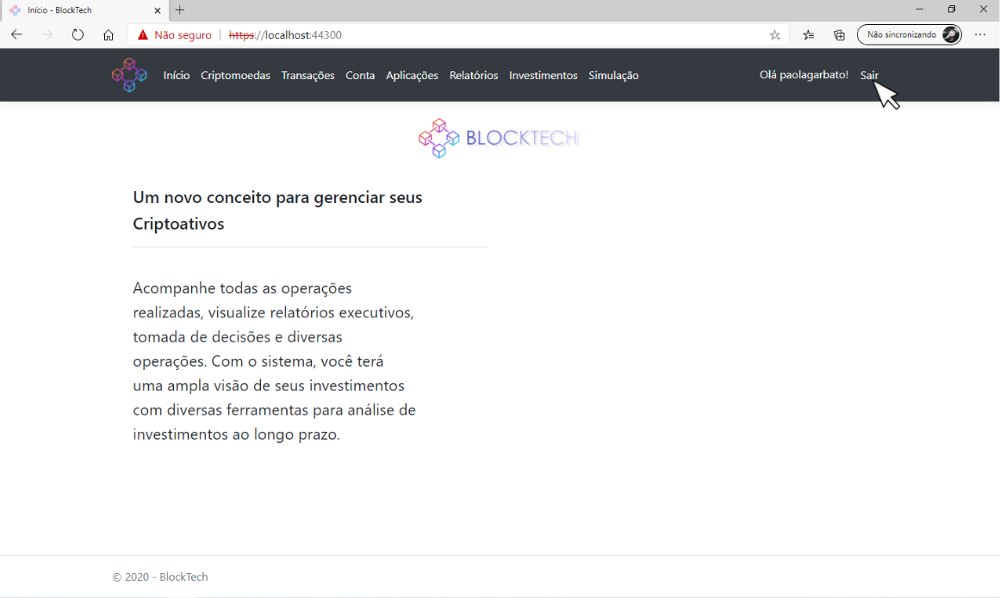 Início - BlockTech
Não seguro | https://localhost:44300
Não sincronizando
Início Criptomoedas Transações Conta Aplicações Relatórios Investimentos Simulação Olá paolagarbato! Sair
BLOCKTECH
Um novo conceito para gerenciar seus
Criptoativos
Acompanhe todas as operações
realizadas, visualize relatórios executivos,
tomada de decisões e diversas
operações. Com o sistema, você terá
uma ampla visão de seus investimentos
com diversas ferramentas para análise de
investimentos ao longo prazo.
© 2020 - BlockTech